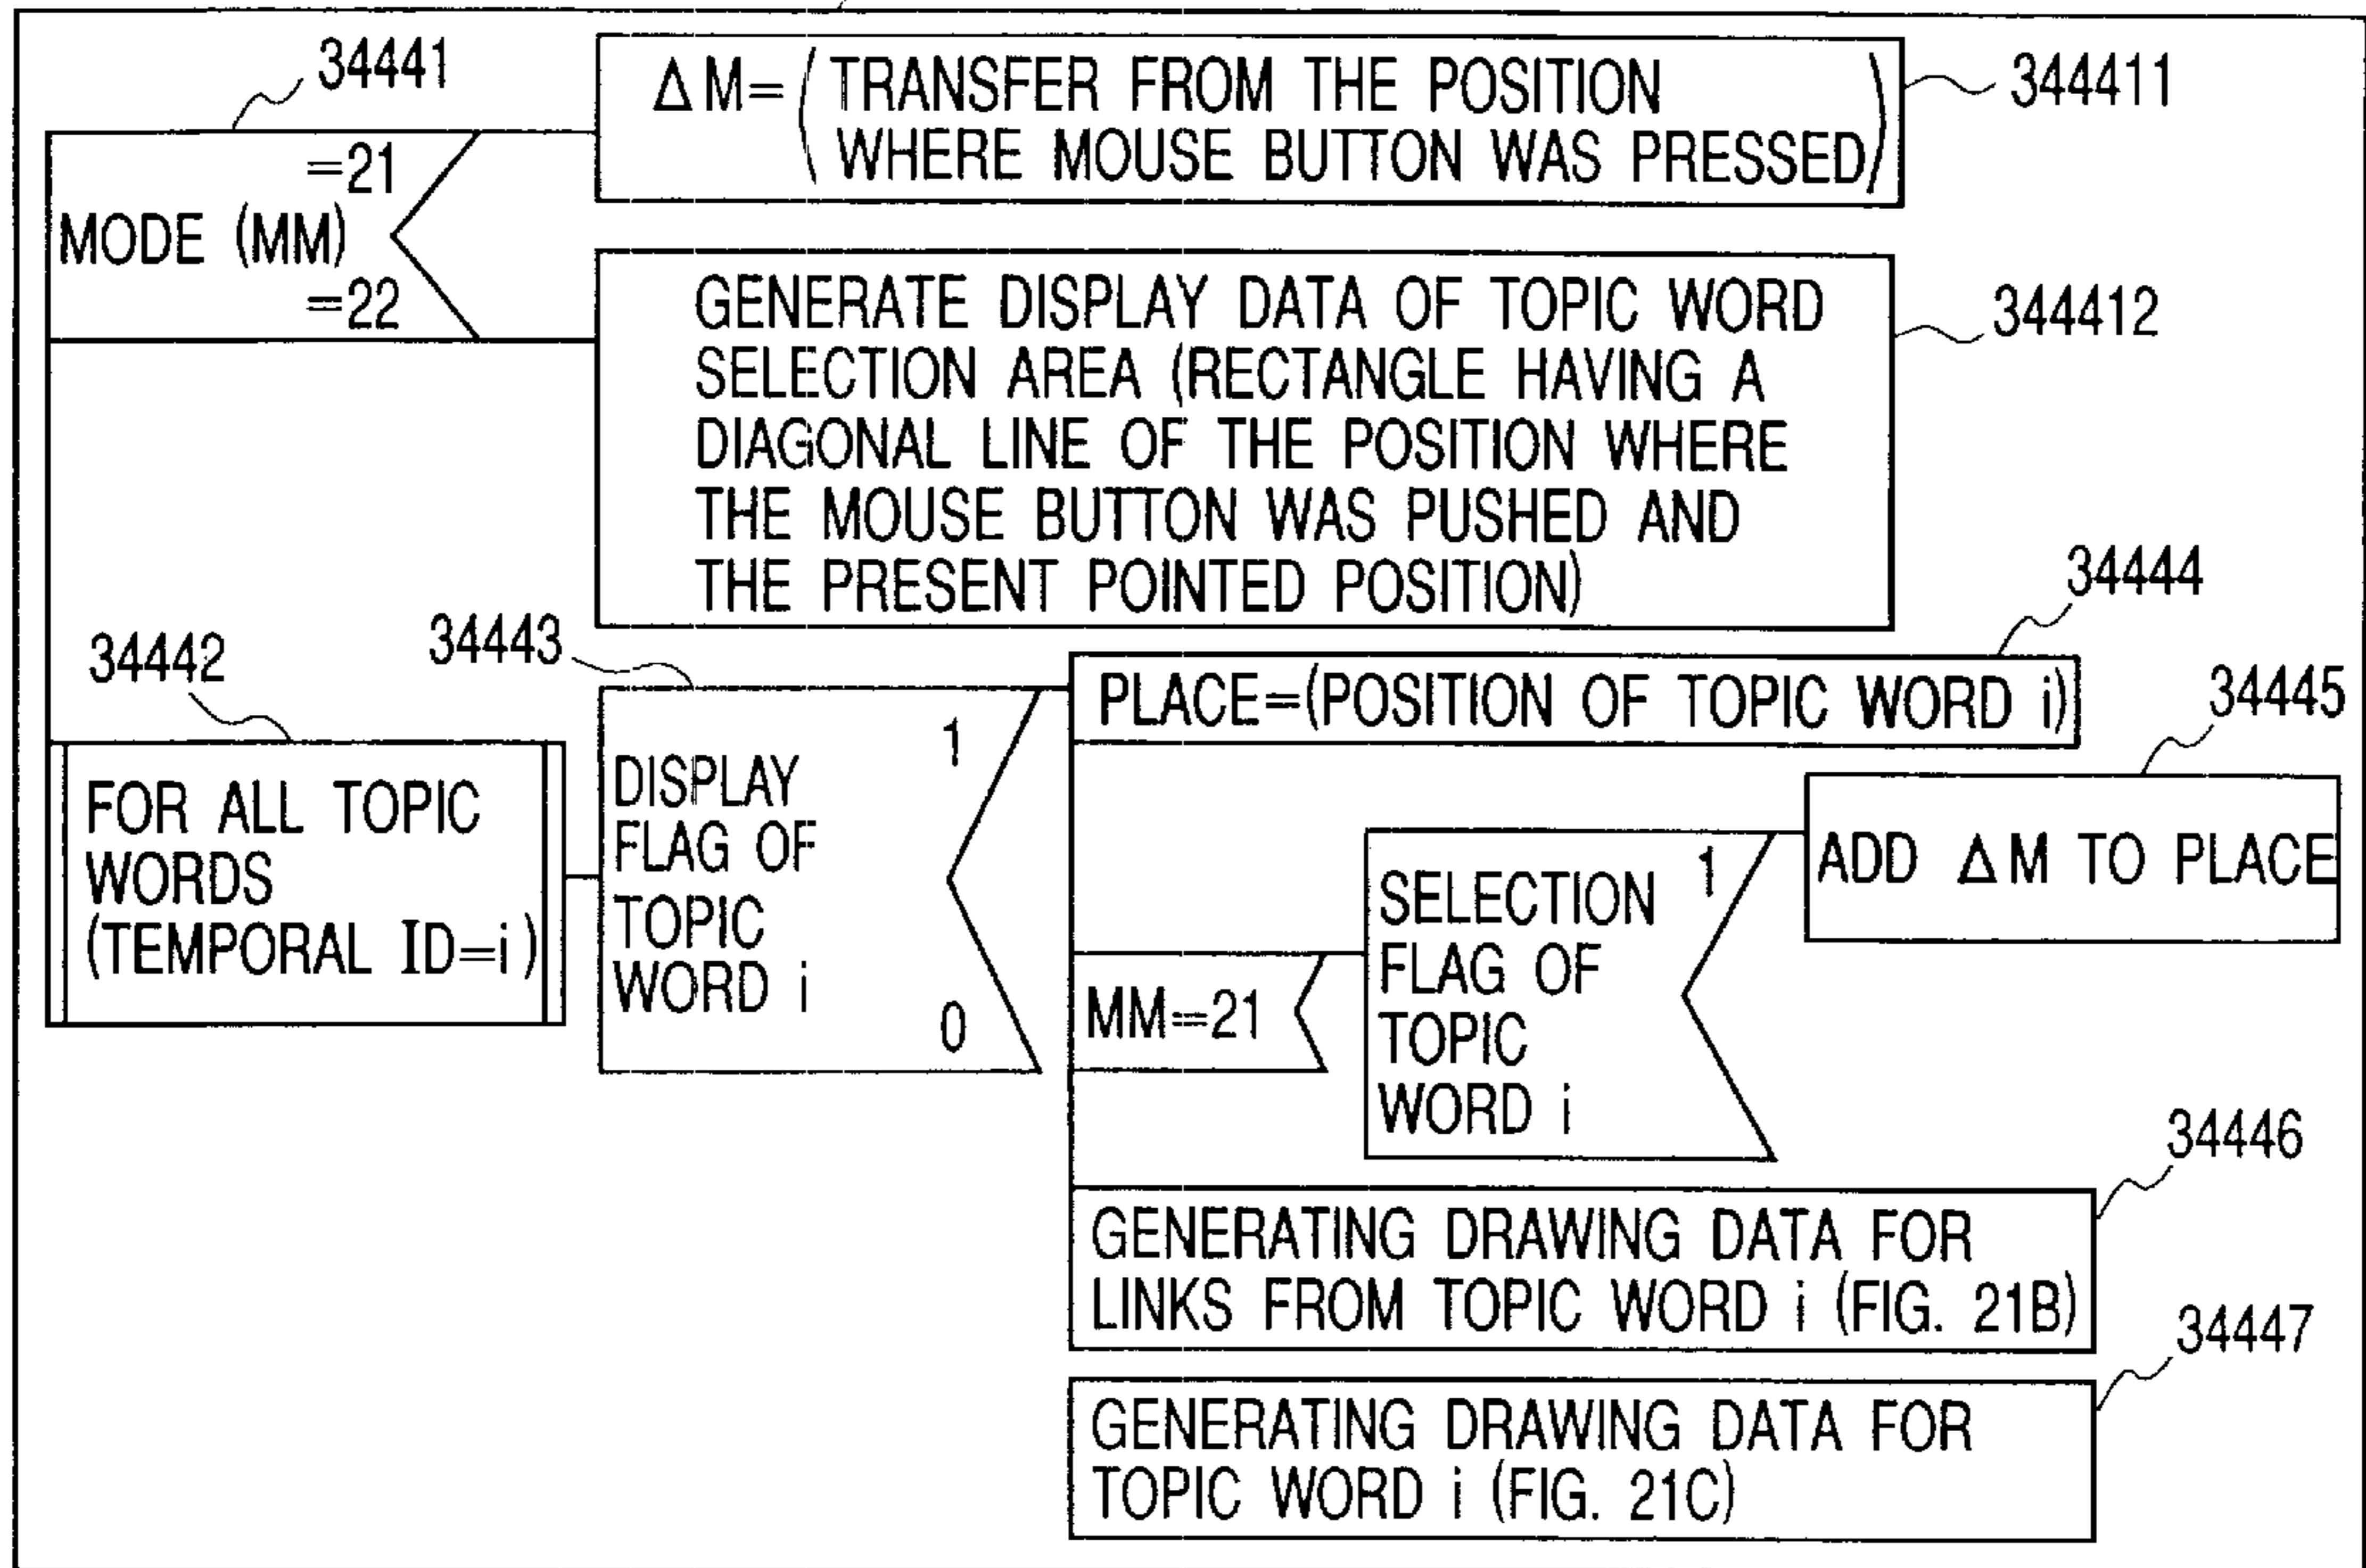 34441
ΔM=(TRANSFER FROM THE POSITION
WHERE MOUSE BUTTON WAS PRESSED)
344411
=21
MODE (MM)
=22
GENERATE DISPLAY DATA OF TOPIC WORD
SELECTION AREA (RECTANGLE HAVING A
DIAGONAL LINE OF THE POSITION WHERE
THE MOUSE BUTTON WAS PUSHED AND
THE PRESENT POINTED POSITION)
344412
34442
FOR ALL TOPIC
WORDS
(TEMPORAL ID=i)
34443
1
DISPLAY
FLAG OF
TOPIC
WORD i
0
34444
PLACE=(POSITION OF TOPIC WORD i)
34445
ADD ΔM TO PLACE
MM=21
1
SELECTION
FLAG OF
TOPIC
WORD i
34446
GENERATING DRAWING DATA FOR
LINKS FROM TOPIC WORD i (FIG. 21B)
34447
GENERATING DRAWING DATA FOR
TOPIC WORD i (FIG. 21C)